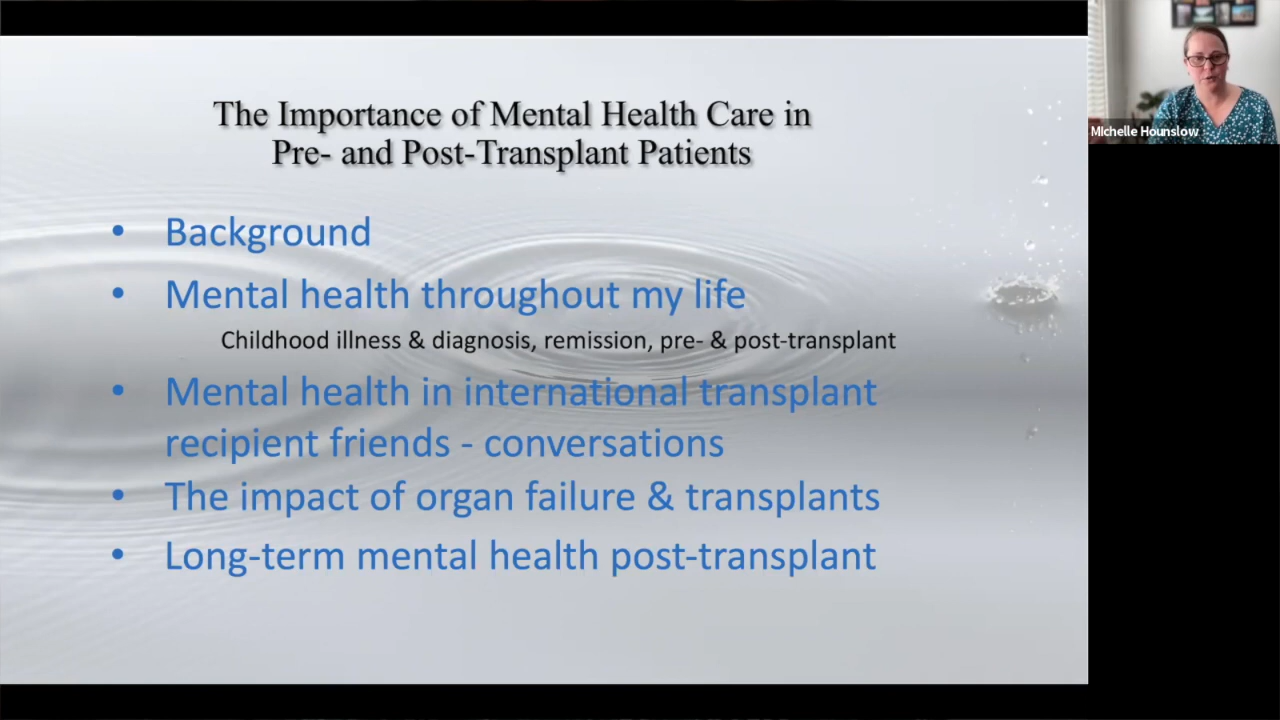 The Importance of Mental Health Care in
Pre- and Post-Transplant Patients
• Background
• Mental health throughout my life
Childhood illness & diagnosis, remission, pre- & post-transplant
• Mental health in international transplant
recipient friends - conversations
• The impact of organ failure & transplants
• Long-term mental health post-transplant
MIchelle Hounslow